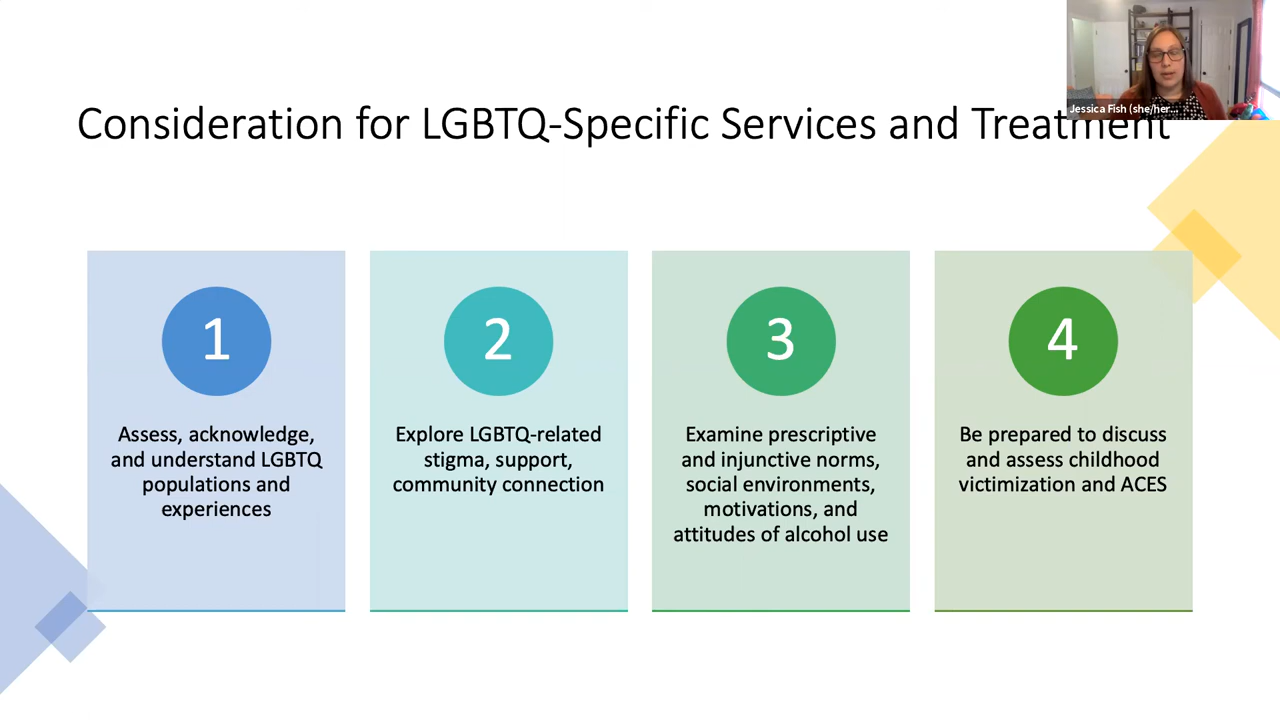 Jessica Fish (she/her...
Consideration for LGBTQ-Specific Services and Treatment
1
Assess, acknowledge,
and understand LGBTQ
populations and
experiences
2
Explore LGBTQ-related
stigma, support,
community connection
3
Examine prescriptive
and injunctive norms,
social environments,
motivations, and
attitudes of alcohol use
4
Be prepared to discuss
and assess childhood
victimization and ACES